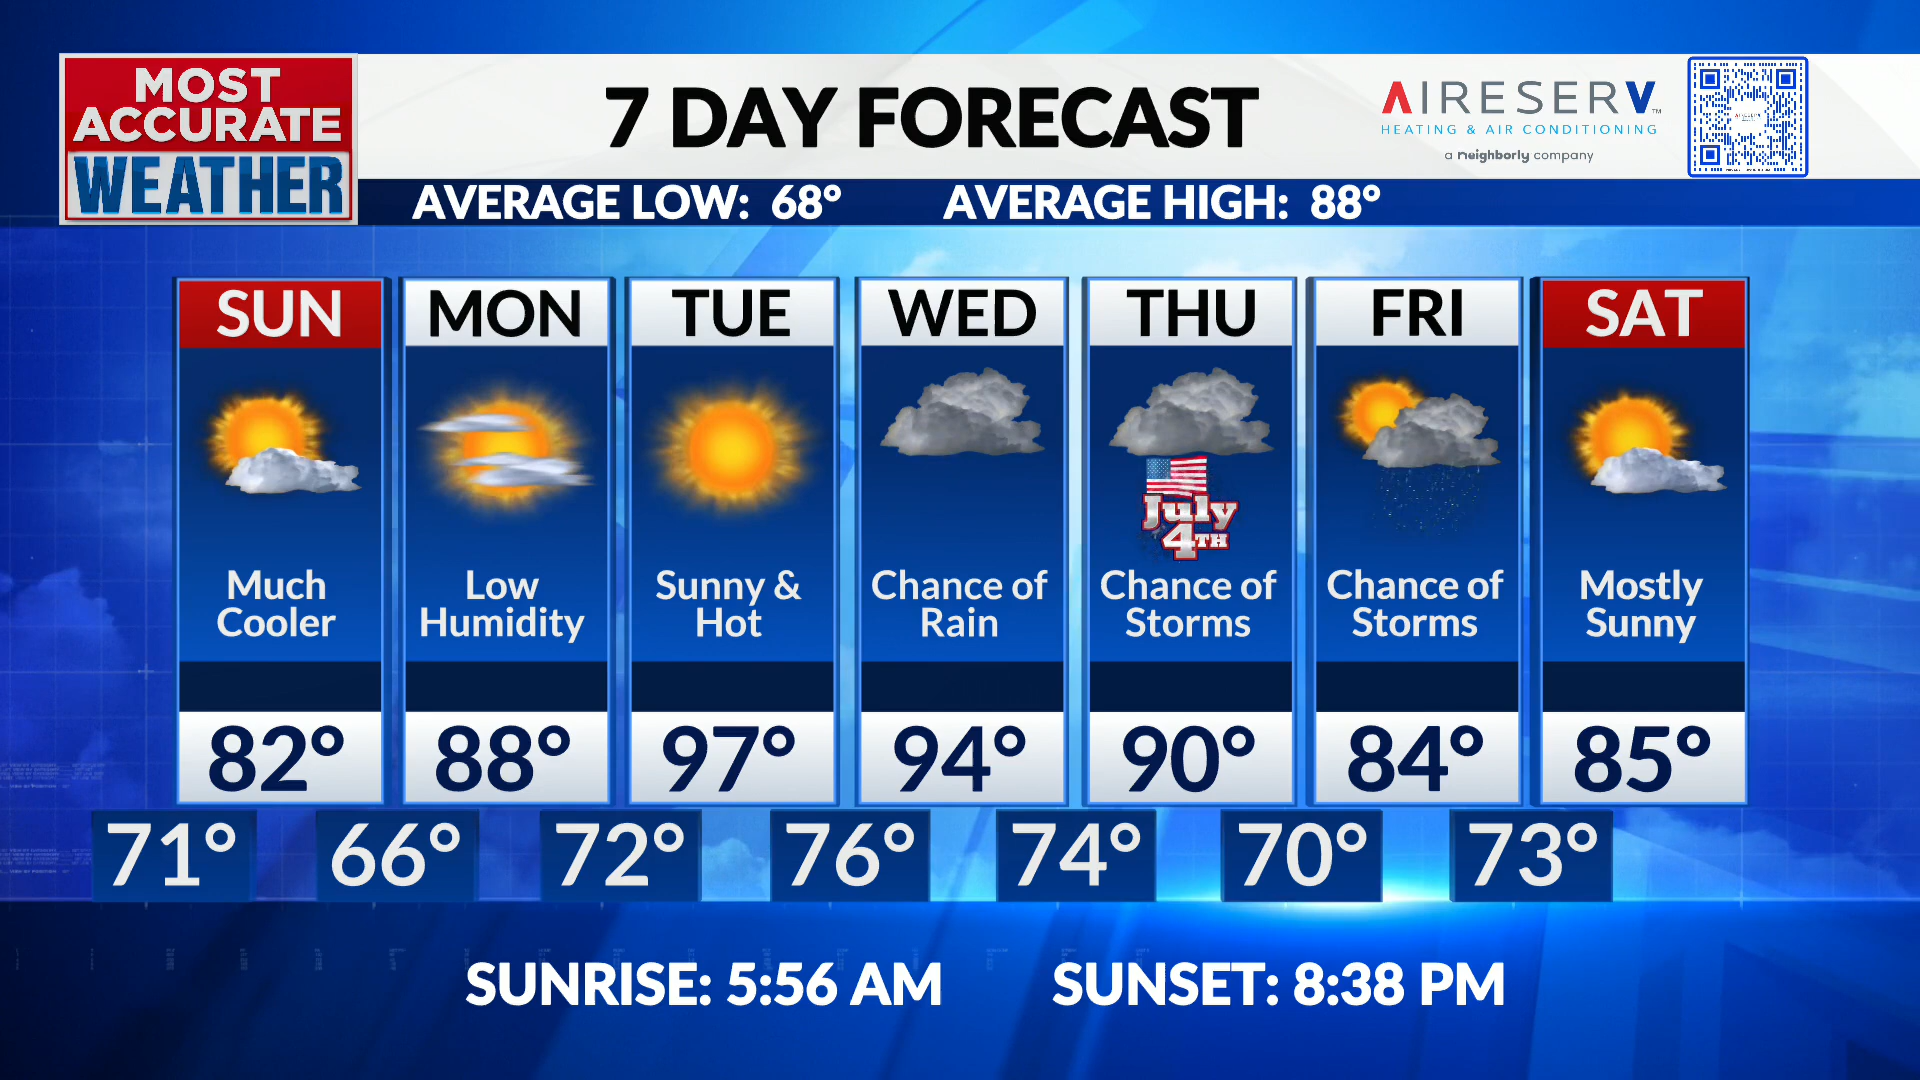 MOST
ACCURATE
WEATHER
7 DAY FORECAST
AIRESERV™
HEATING & AIR CONDITIONING
a neighborly company
AVERAGE LOW: 68° AVERAGE HIGH: 88°
SUN MON TUE WED THU FRI SAT
July
4TH
Much Low Sunny & Chance of Chance of Chance of Mostly
Cooler Humidity Hot Rain Storms Storms Sunny
82° 88° 97° 94° 90° 84° 85°
71° 66° 72° 76° 74° 70° 73°
SUNRISE: 5:56 AM SUNSET: 8:38 PM